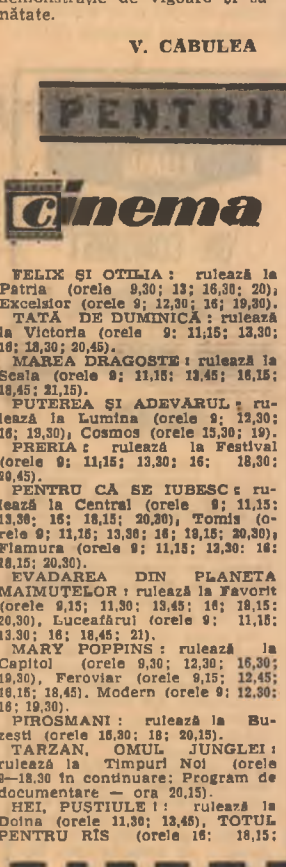 demonstrație de vigoare și să-
nătate.
V. CĂBULEA
PENTRU
cinema
FELIX ȘI OTILIA : rulează la
Patria (orele 9,30; 13; 16,30; 20),
Excelsior (orele 9; 12,30; 16; 19,30).
TATĂ DE DUMINICĂ : rulează
la Victoria (orele 9; 11,15; 13,30;
16; 18,30; 20,45).
MAREA DRAGOSTE : rulează la
Scala (orele 9; 11,15; 13,45; 16,15;
18,45; 21,15).
PUTEREA ȘI ADEVĂRUL : ru-
lează la Lumina (orele 9; 12,30;
16; 19,30); Cosmos (orele 15,30; 19).
PRERIA : rulează la Festival
(orele 9; 11,15; 13,30; 16; 18,30;
20,45).
PENTRU CĂ SE IUBESC : ru-
lează la Central (orele 9; 11,15;
13,30; 16; 18,15; 20,30), Tomis (o-
rele 9; 11,15; 13,30; 16; 18,15; 20,30),
Flamura (orele 9; 11,15; 13,30; 16;
18,15; 20,30).
EVADAREA DIN PLANETA
MAIMUȚELOR : rulează la Favorit
(orele 9,15; 11,30; 13,45; 16; 18,15;
20,30), Luceafărul (orele 9; 11,15;
13.30; 16; 18,45; 21).
MARY POPPINS : rulează la
Capitol (orele 9,30; 12,30; 16,30;
19,30), Feroviar (orele 9,15; 12,45;
16,15; 18,45). Modern (orele 9; 12,30;
16; 19,30).
PIROSMANI : rulează la Bu-
zești (orele 15,30; 18; 20,15).
TARZAN, OMUL JUNGLEI :
rulează la Timpuri Noi (orele
9—18.30 în continuare; Program de
documentare — ora 20,15).
HEI, PUȘTIULE ! : rulează la
Doina (orele 11,30; 13,45), TOTUL
PENTRU RÎS (orele 16; 18,15;